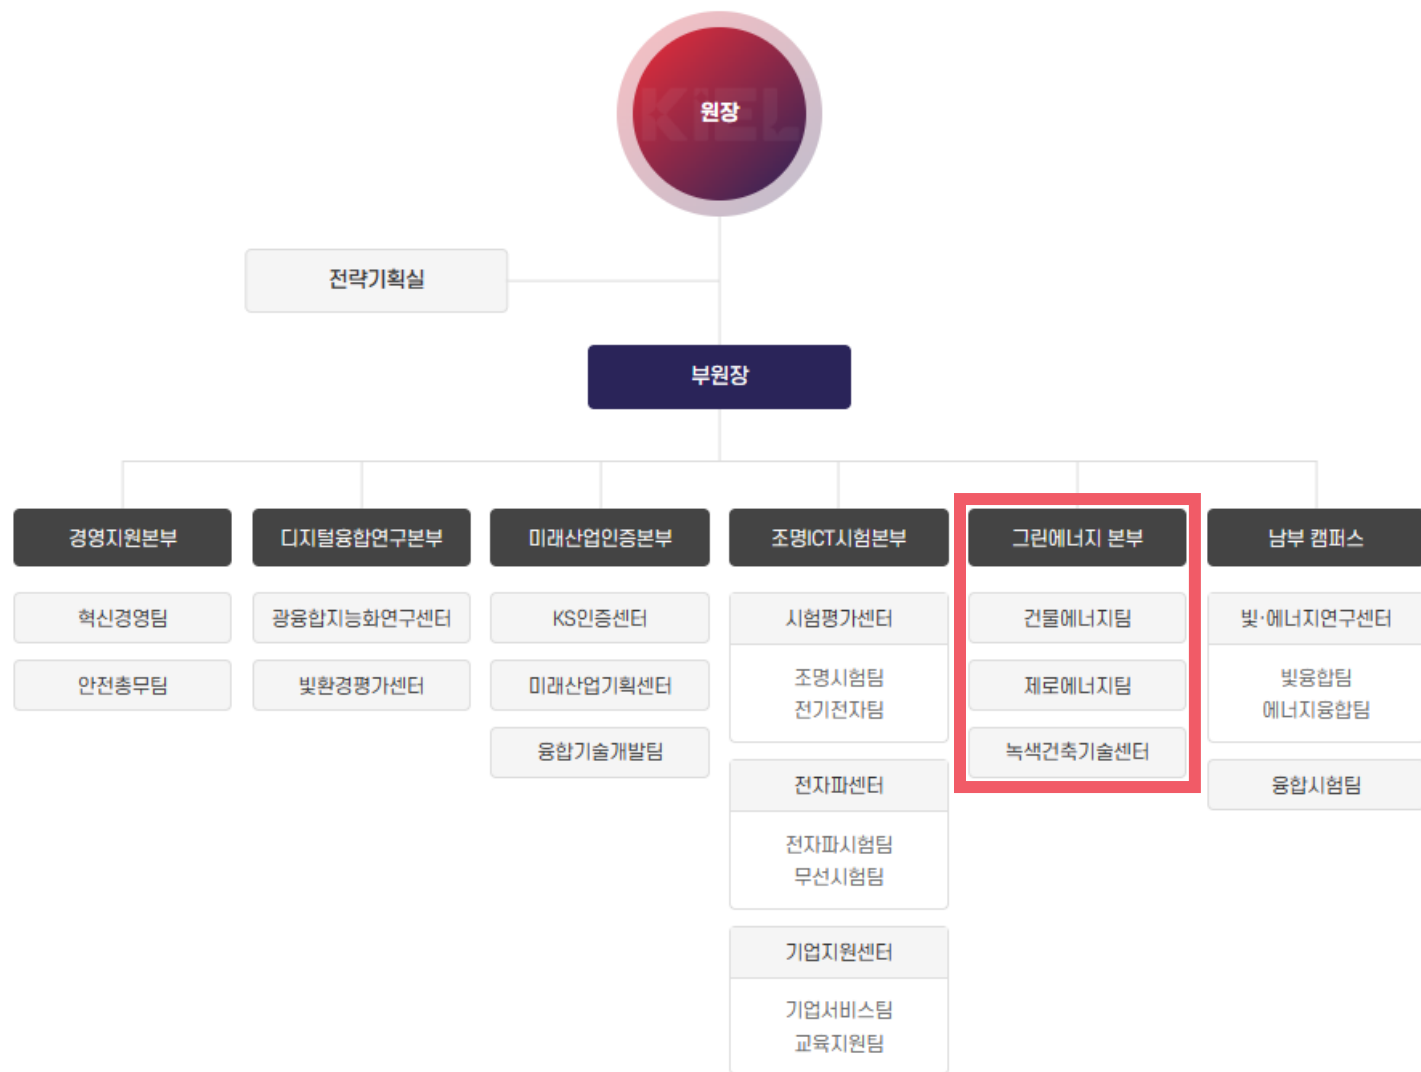 KIEL
원장
전략기획실
부원장
경영지원본부
혁신경영팀
안전총무팀
디지털융합연구본부
광융합지능화연구센터
빛환경평가센터
미래산업인증본부
KS인증센터
미래산업기획센터
융합기술개발팀
조명ICT시험본부
시험평가센터
조명시험팀
전기전자팀
전자파센터
전자파시험팀
무선시험팀
기업지원센터
기업서비스팀
교육지원팀
그린에너지 본부
건물에너지팀
제로에너지팀
녹색건축기술센터
남부 캠퍼스
빛·에너지연구센터
빛융합팀
에너지융합팀
융합시험팀